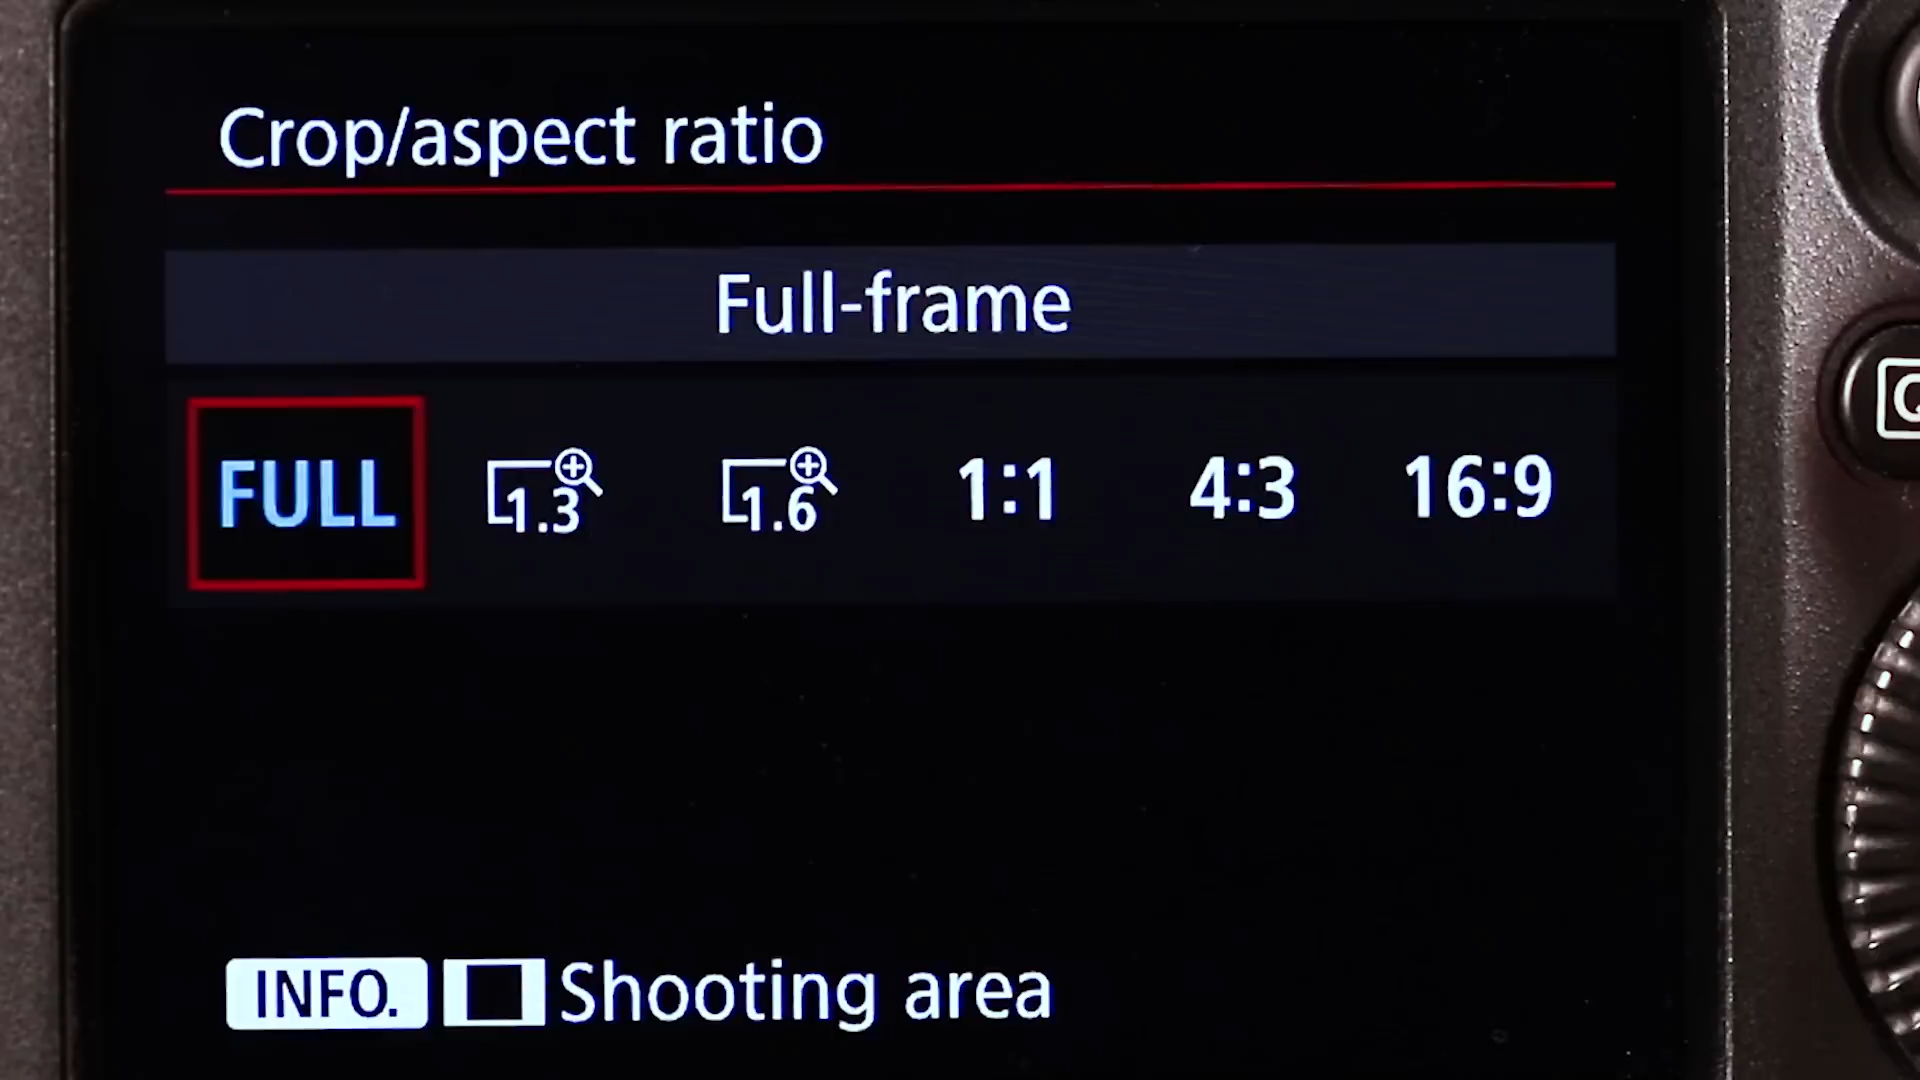 Crop/aspect ratio
Full-frame
FULL 1.3 1.6 1:1 4:3 16:9
INFO. Shooting area